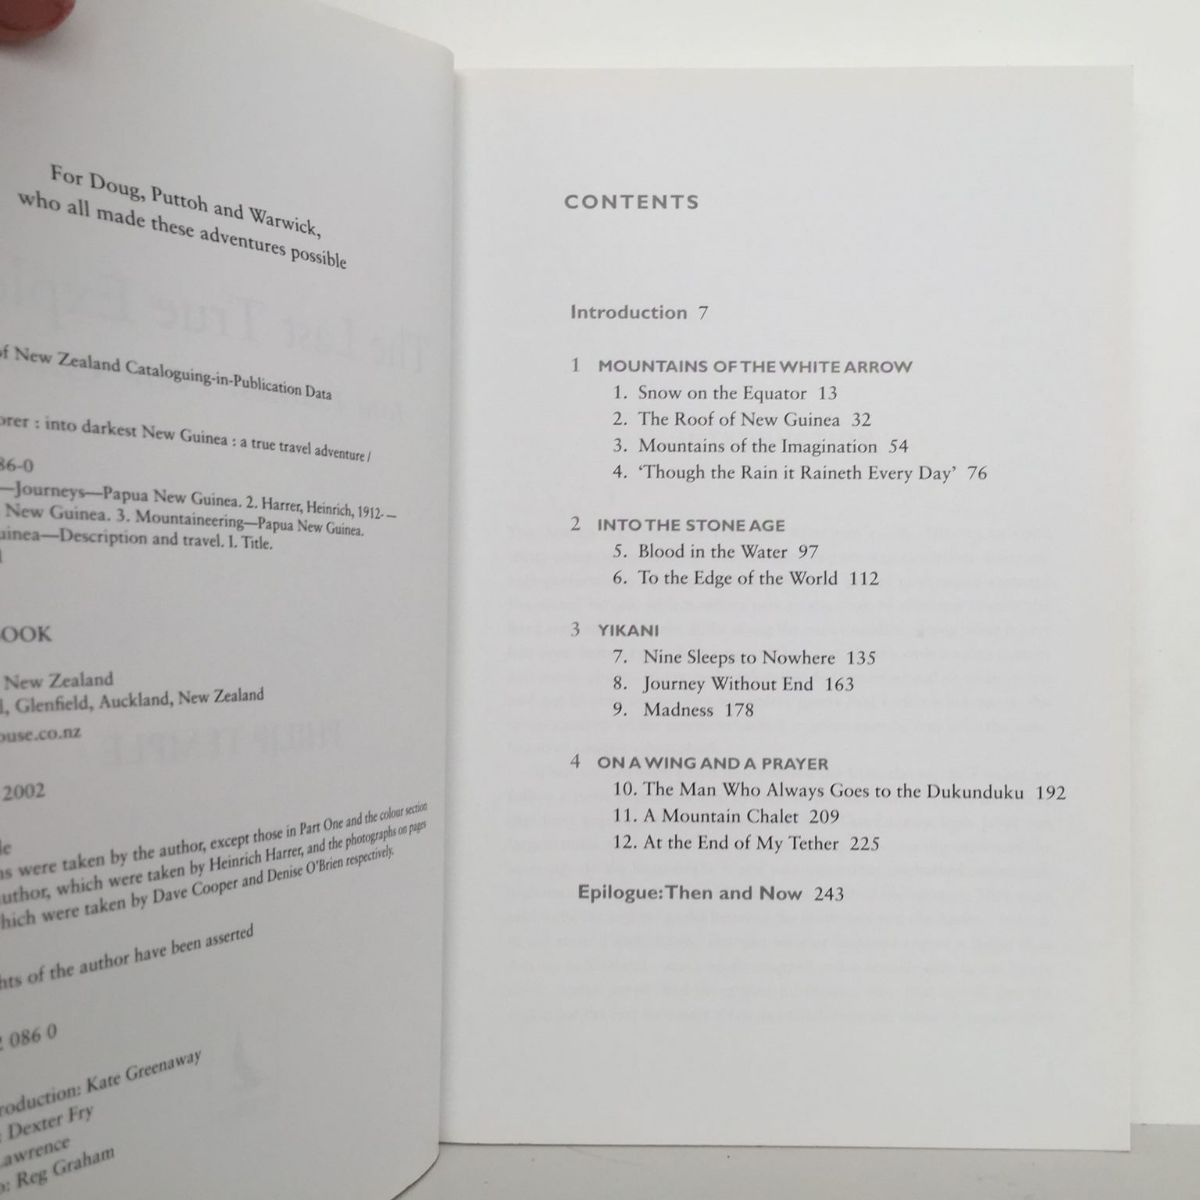 For Doug, Puttoh and Warwick,
who all made these adventures possible
of New Zealand Cataloguing-in-Publication Data
: into darkest New Guinea : a true travel adventure /
86-0
—Journeys—Papua New Guinea. 2. Harrer, Heinrich, 1912- —
New Guinea. 3. Mountaineering—Papua New Guinea.
—Description and travel. I. Title.
OOK
New Zealand
Glenfield, Auckland, New Zealand
ouse.co.nz
2002
were taken by the author, except those in Part One and the colour section
author, which were taken by Heinrich Harrer, and the photographs on pages
which were taken by Dave Cooper and Denise O'Brien respectively.
of the author have been asserted
086 0
roduction: Kate Greenaway
: Dexter Fry
Lawrence
: Reg Graham
CONTENTS
Introduction 7
1 MOUNTAINS OF THE WHITE ARROW
1. Snow on the Equator 13
2. The Roof of New Guinea 32
3. Mountains of the Imagination 54
4. 'Though the Rain it Raineth Every Day' 76
2 INTO THE STONE AGE
5. Blood in the Water 97
6. To the Edge of the World 112
3 YIKANI
7. Nine Sleeps to Nowhere 135
8. Journey Without End 163
9. Madness 178
4 ON A WING AND A PRAYER
10. The Man Who Always Goes to the Dukunduku 192
11. A Mountain Chalet 209
12. At the End of My Tether 225
Epilogue: Then and Now 243